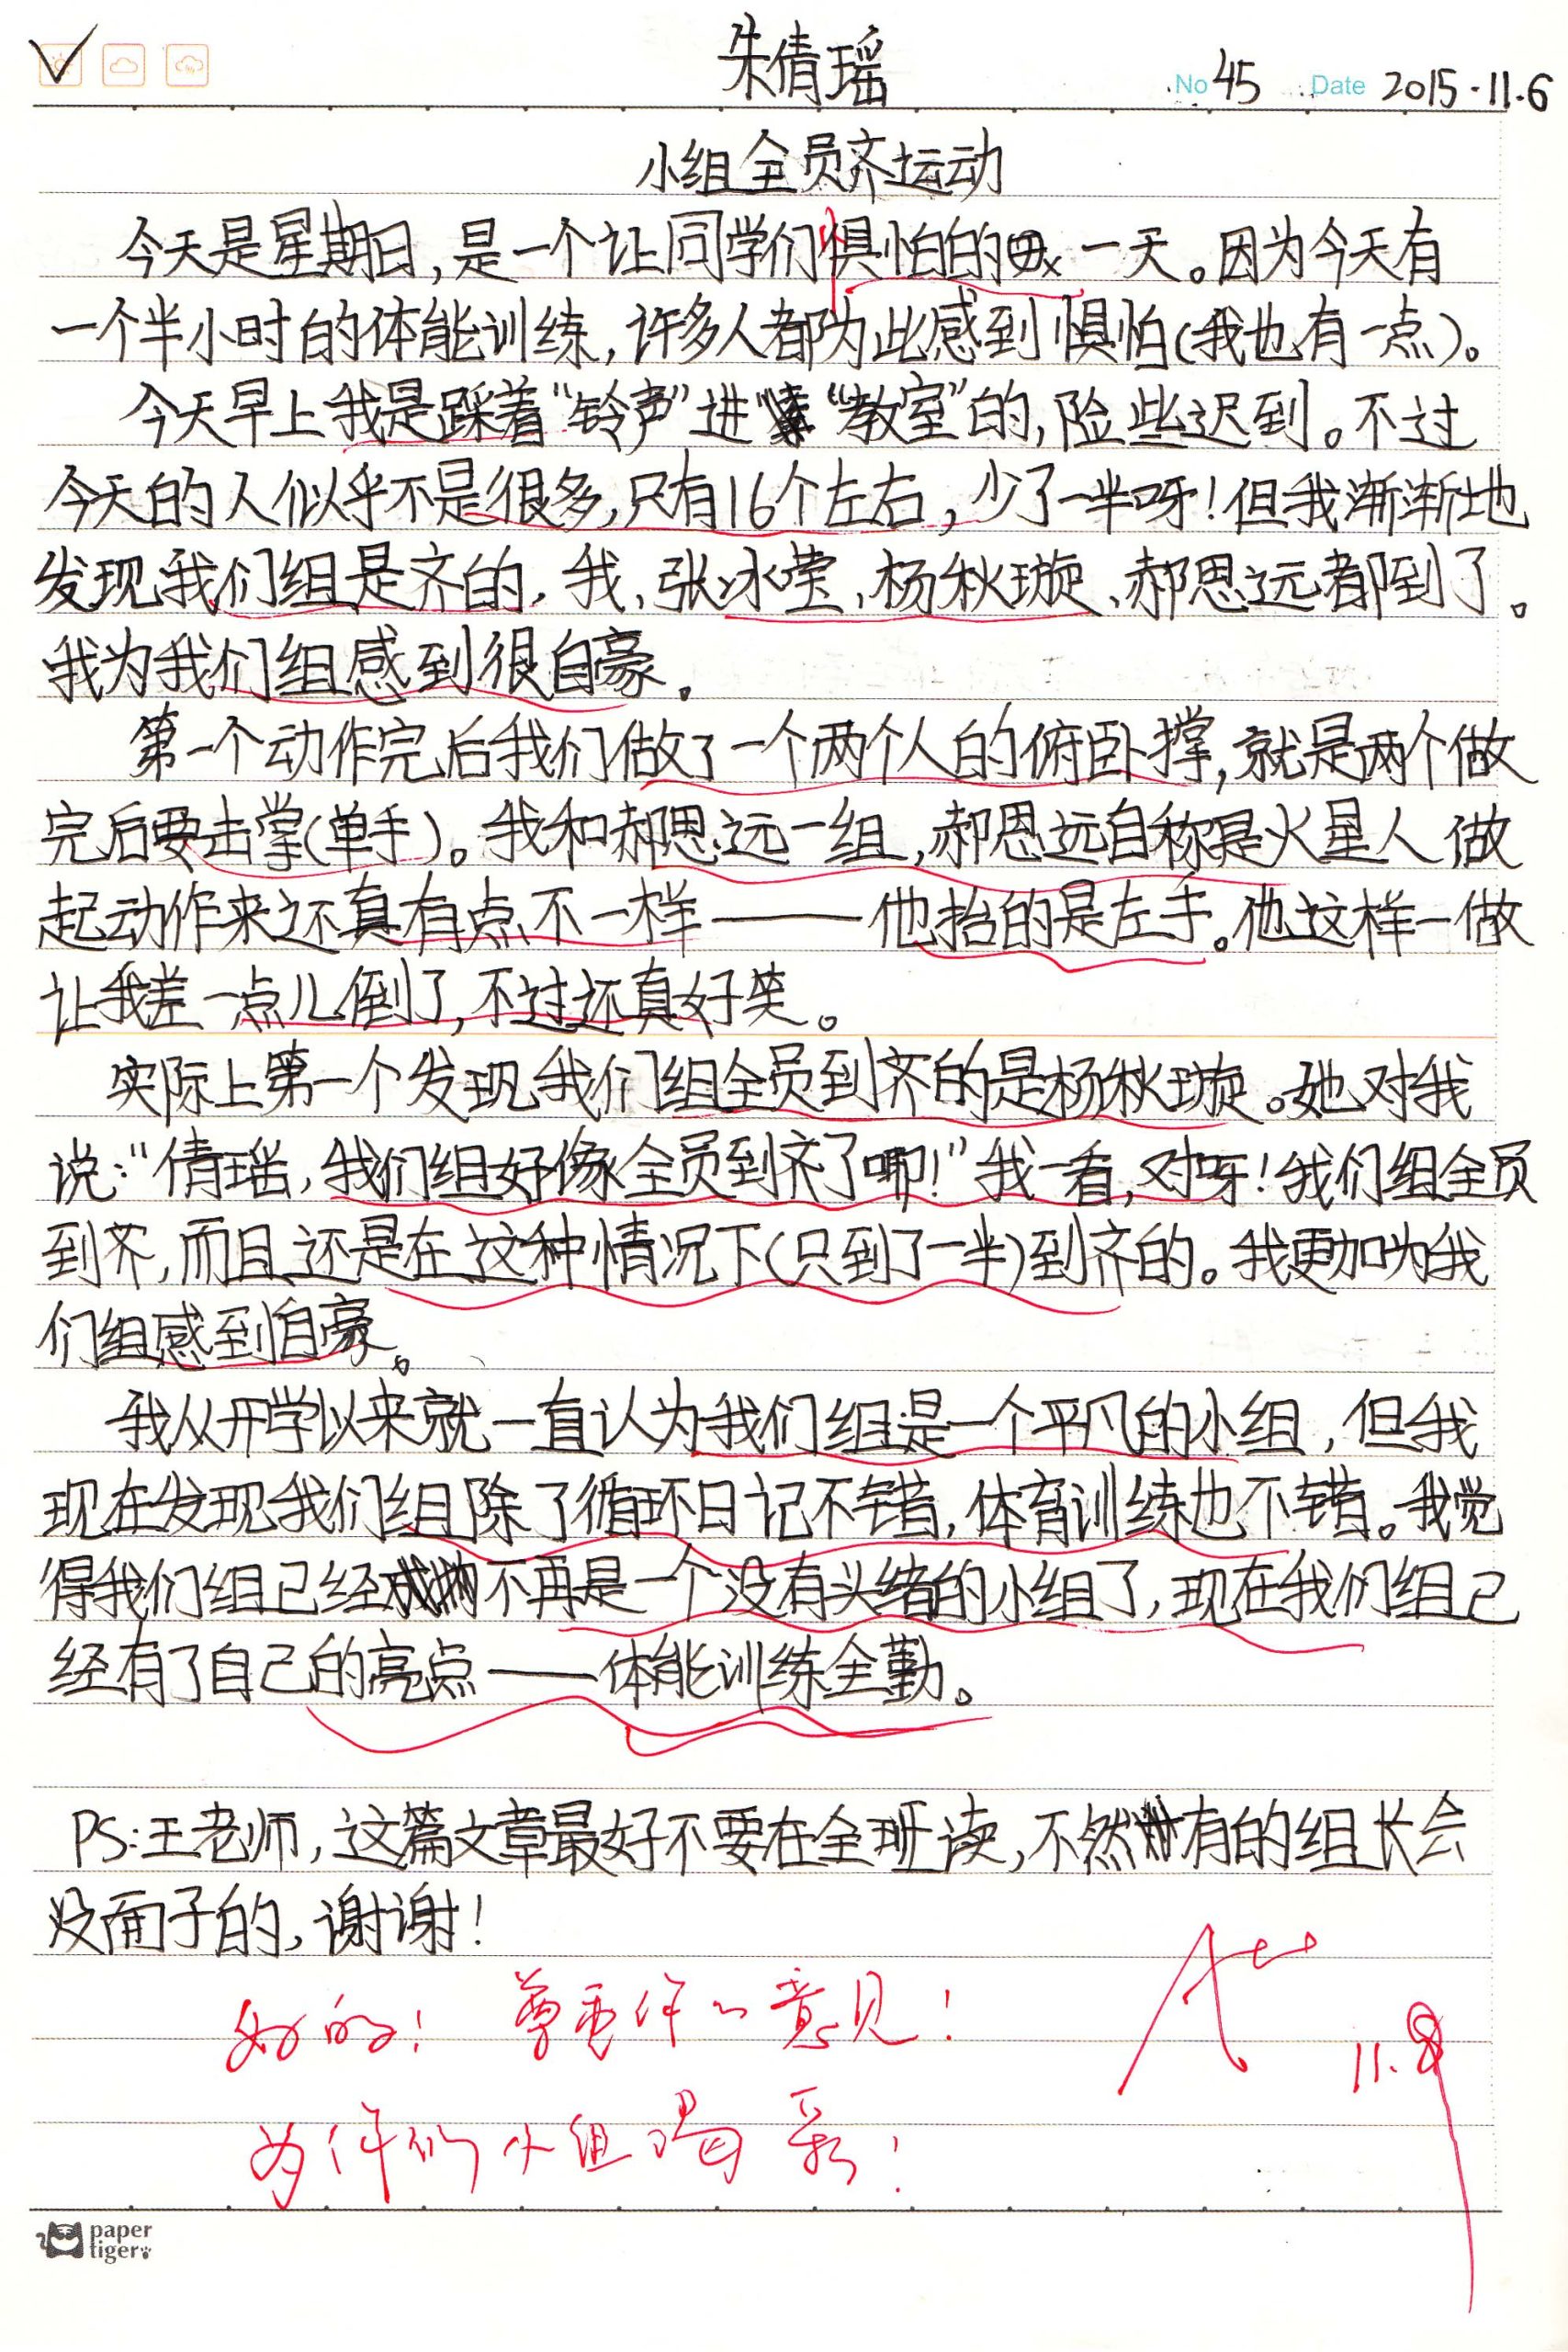 朱倩瑶
No 45 Date 2015.11.6
小组全员齐运动
今天是星期日，是一个让同学们惧怕的一天。因为今天有
一个半小时的体能训练，许多人都为此感到惧怕（我也有一点）。
今天早上我是踩着“铃声”进“教室”的，险些迟到。不过
今天的人似乎不是很多，只有16个左右，少了一半呀！但我渐渐地
发现我们组是齐的，我、张冰莹、杨秋璇、郝思远都到了。
我为我们组感到很自豪。
第一个动作完后我们做了一个两个人的俯卧撑，就是两个做
完后要击掌（单手）。我和郝思远一组，郝思远自称是火星人做
起动作来还真有点不一样——他抬的是左手。他这样一做
让我差一点儿倒了，不过还真好笑。
实际上第一个发现我们组全员到齐的是杨秋璇。她对我
说：“倩瑶，我们组好像全员到齐了哪！”我一看，对呀！我们组全员
到齐，而且还是在这种情况下（只到了一半）到齐的。我更加为我
们组感到自豪。
我从开学以来就一直认为我们组是一个平凡的小组，但我
现在发现我们组除了循环日记不错，体育训练也不错。我觉
得我们组已经不再是一个没有头绪的小组了，现在我们组已
经有了自己的亮点——体能训练全勤。
PS：王老师，这篇文章最好不要在全班读，不然有的组长会
没面子的，谢谢！
好的！尊重你的意见！
A++
11.8
为你们小组喝彩！
paper
tiger